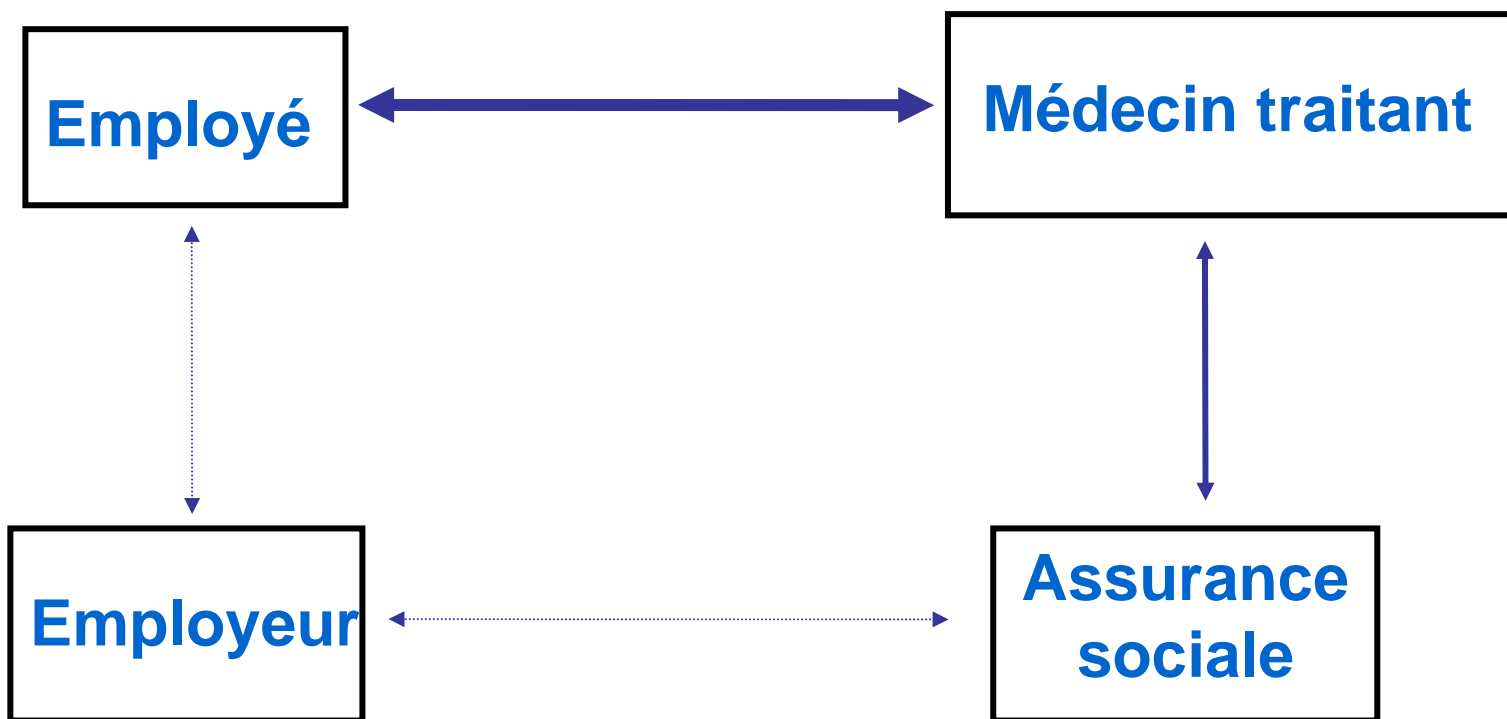 Employé
Médecin traitant
Employeur
Assurance
sociale